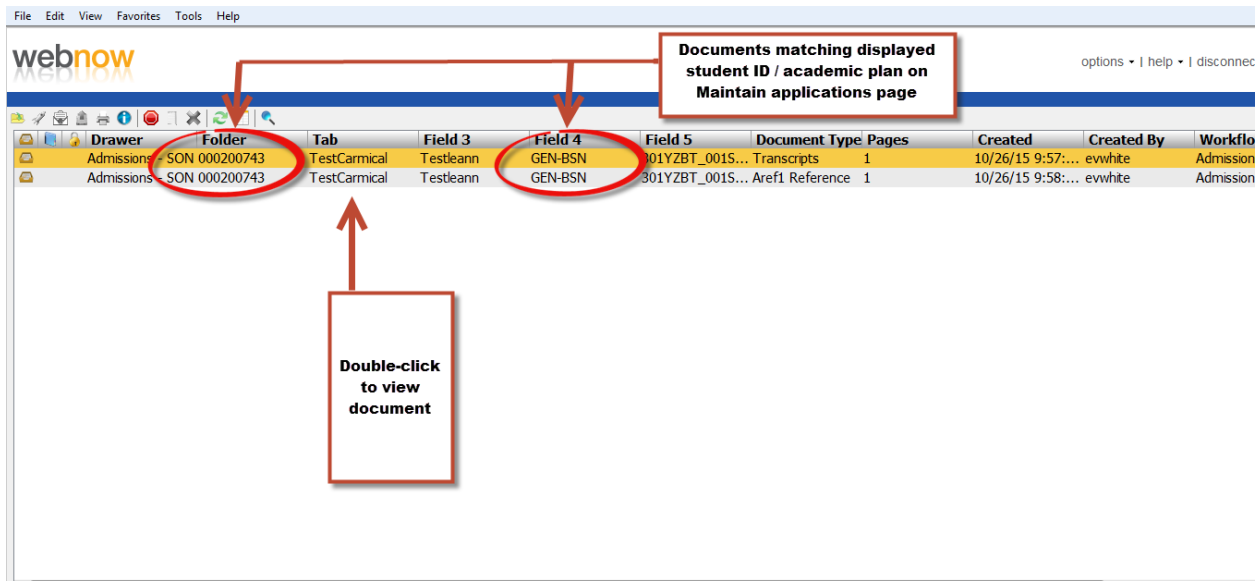 File Edit View Favorites Tools Help
webnow
Documents matching displayed
student ID / academic plan on
Maintain applications page
options | help | disconnec
Drawer Folder Tab Field 3 Field 4 Field 5 Document Type Pages Created Created By Workflo
Admissions - SON 000200743 TestCarmical Testleann GEN-BSN 301YZBT_001S... Transcripts 1 10/26/15 9:57:... evwhite Admission
Admissions - SON 000200743 TestCarmical Testleann GEN-BSN 301YZBT_001S... Aref1 Reference 1 10/26/15 9:58:... evwhite Admission
Double-click
to view
document